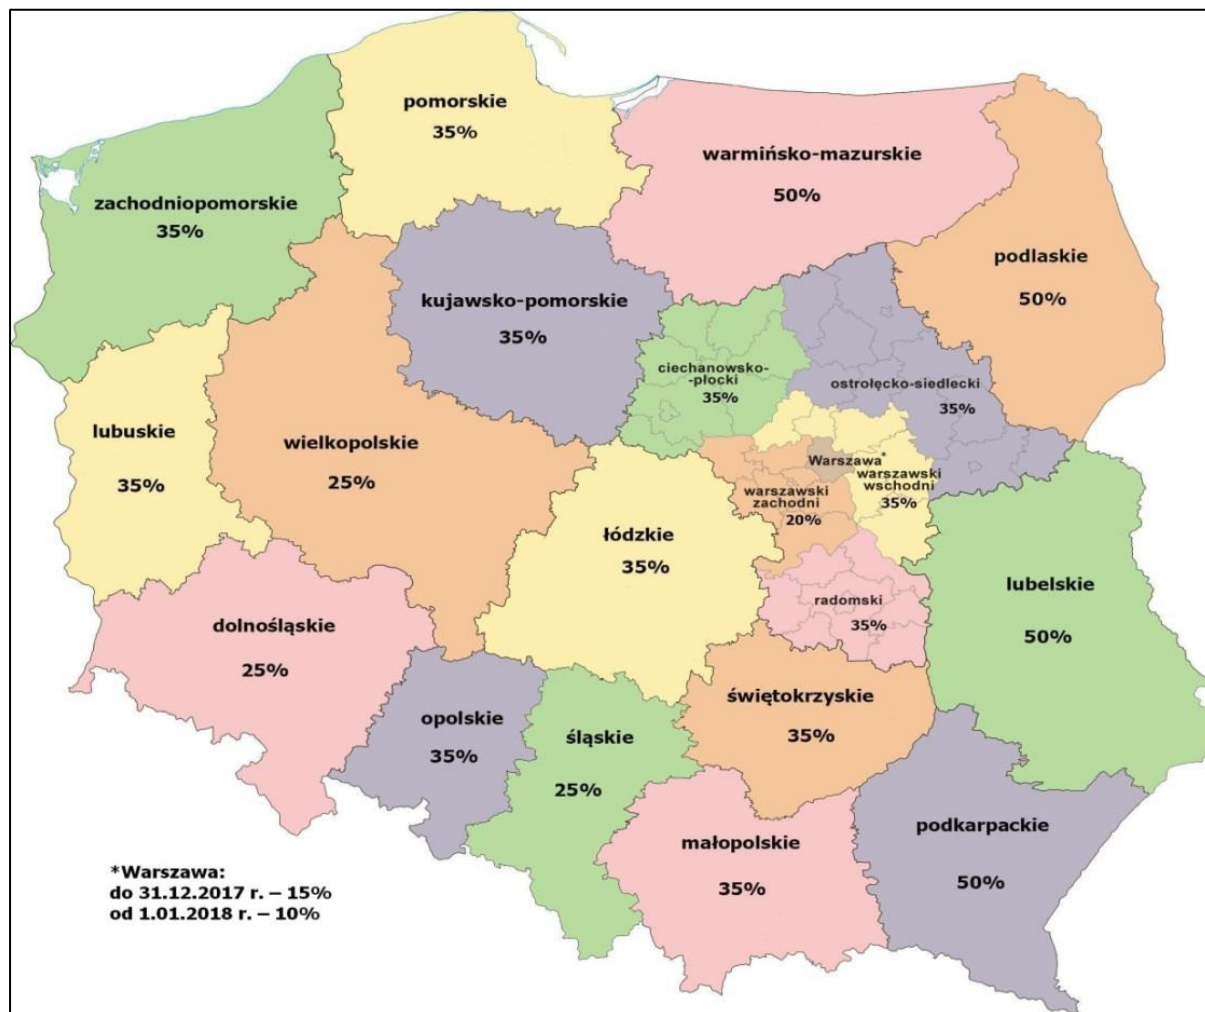 pomorskie
35%
warmińsko-mazurskie
50%
zachodniopomorskie
35%
podlaskie
50%
kujawsko-pomorskie
35%
ciechanowsko-
-płocki
35%
ostrołęcko-siedlecki
35%
lubuskie
35%
wielkopolskie
25%
Warszawa*
warszawski
wschodni
35%
warszawski
zachodni
20%
łódzkie
35%
radomski
35%
lubelskie
50%
dolnośląskie
25%
opolskie
35%
śląskie
25%
świętokrzyskie
35%
małopolskie
35%
podkarpackie
50%
*Warszawa:
do 31.12.2017 r. – 15%
od 1.01.2018 r. – 10%